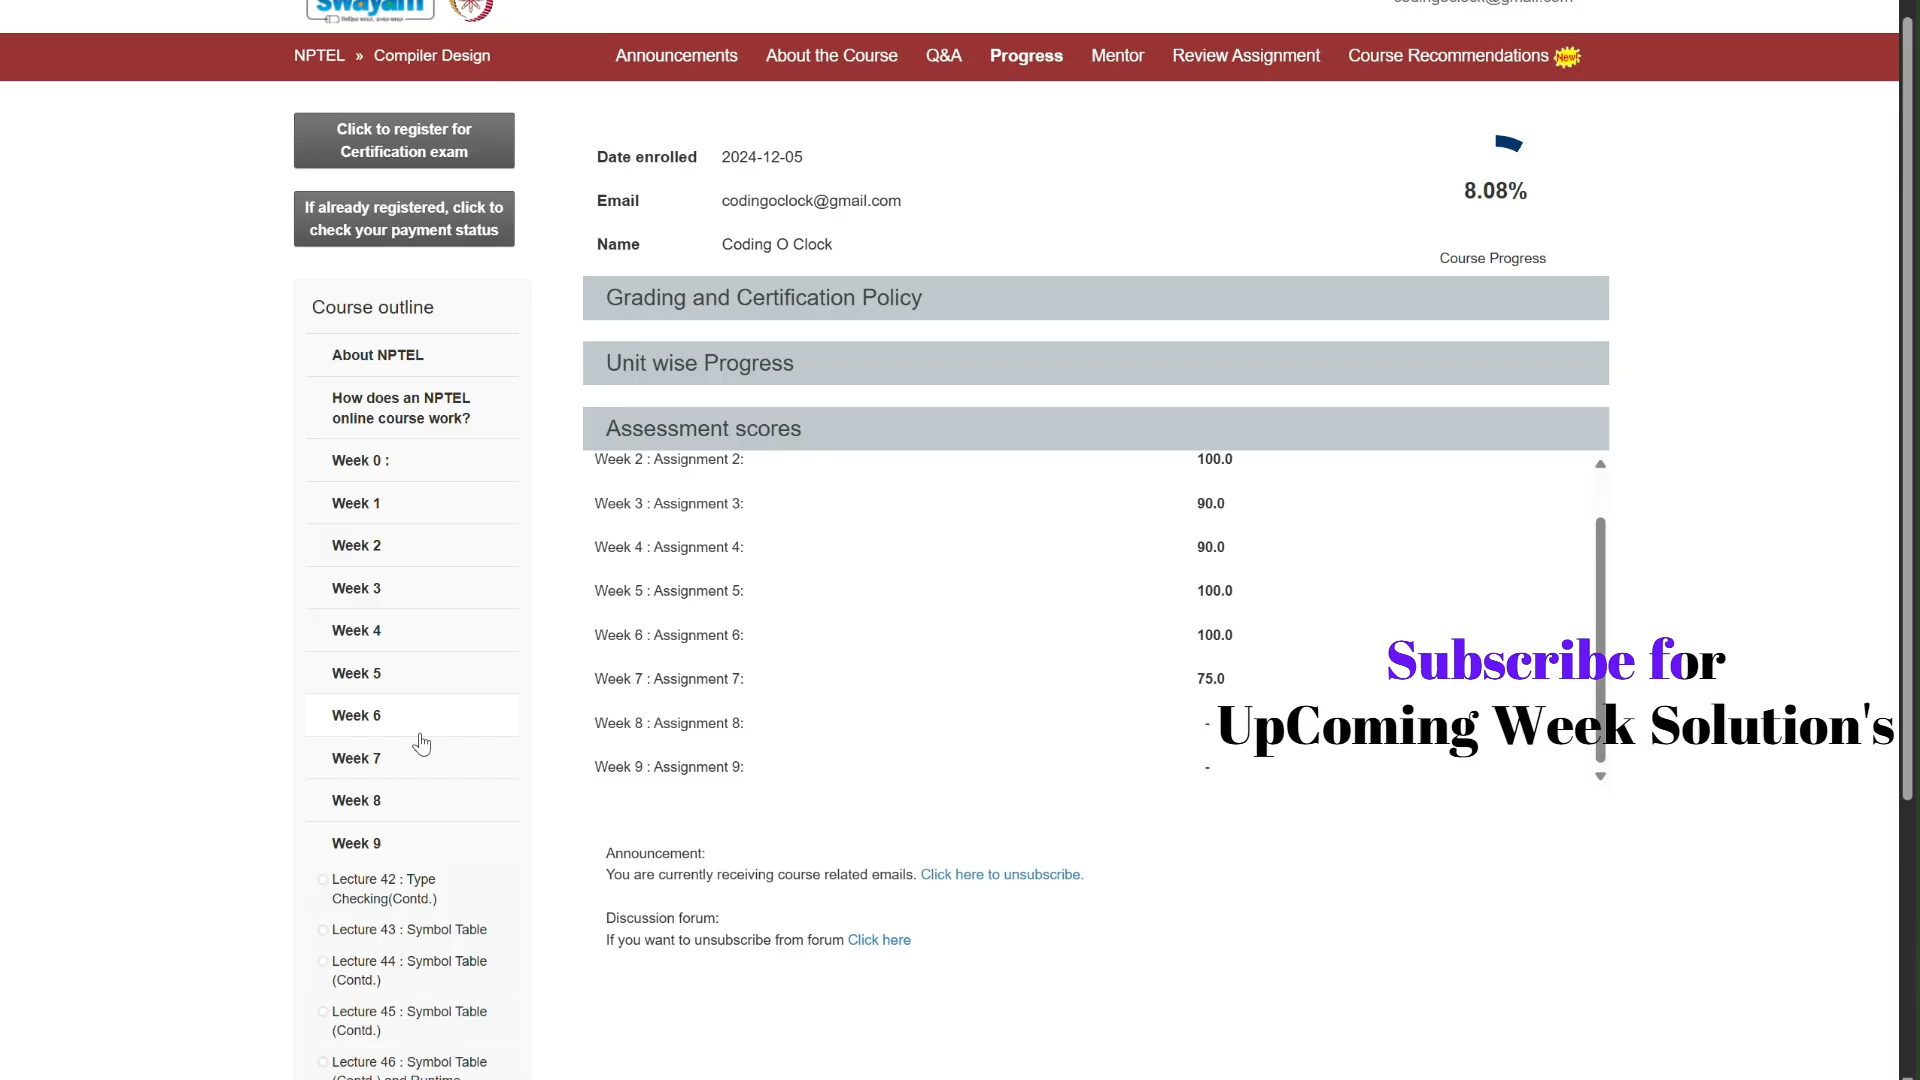 swayam
codingoclock@gmail.com
NPTEL » Compiler Design
Announcements About the Course Q&A Progress Mentor Review Assignment Course Recommendations New!
Click to register for
Certification exam
If already registered, click to
check your payment status
Date enrolled 2024-12-05
Email codingoclock@gmail.com
Name Coding O Clock
8.08%
Course Progress
Course outline
About NPTEL
How does an NPTEL
online course work?
Week 0 :
Week 1
Week 2
Week 3
Week 4
Week 5
Week 6
Week 7
Week 8
Week 9
Lecture 42 : Type
Checking(Contd.)
Lecture 43 : Symbol Table
Lecture 44 : Symbol Table
(Contd.)
Lecture 45 : Symbol Table
(Contd.)
Lecture 46 : Symbol Table
(Contd.) and Runtime
Grading and Certification Policy
Unit wise Progress
Assessment scores
Week 2 : Assignment 2: 100.0
Week 3 : Assignment 3: 90.0
Week 4 : Assignment 4: 90.0
Week 5 : Assignment 5: 100.0
Week 6 : Assignment 6: 100.0
Week 7 : Assignment 7: 75.0
Week 8 : Assignment 8: -
Week 9 : Assignment 9: -
Subscribe for
UpComing Week Solution's
Announcement:
You are currently receiving course related emails. Click here to unsubscribe.
Discussion forum:
If you want to unsubscribe from forum Click here